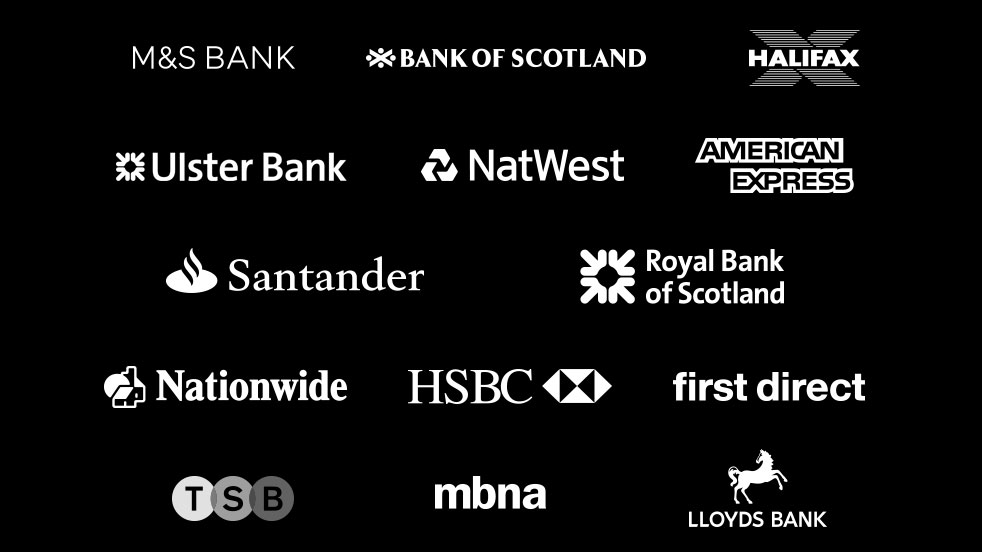 M&S BANK
BANK OF SCOTLAND
HALIFAX
Ulster Bank
NatWest
AMERICAN
EXPRESS
Santander
Royal Bank
of Scotland
Nationwide
HSBC
first direct
TSB
mbna
LLOYDS BANK